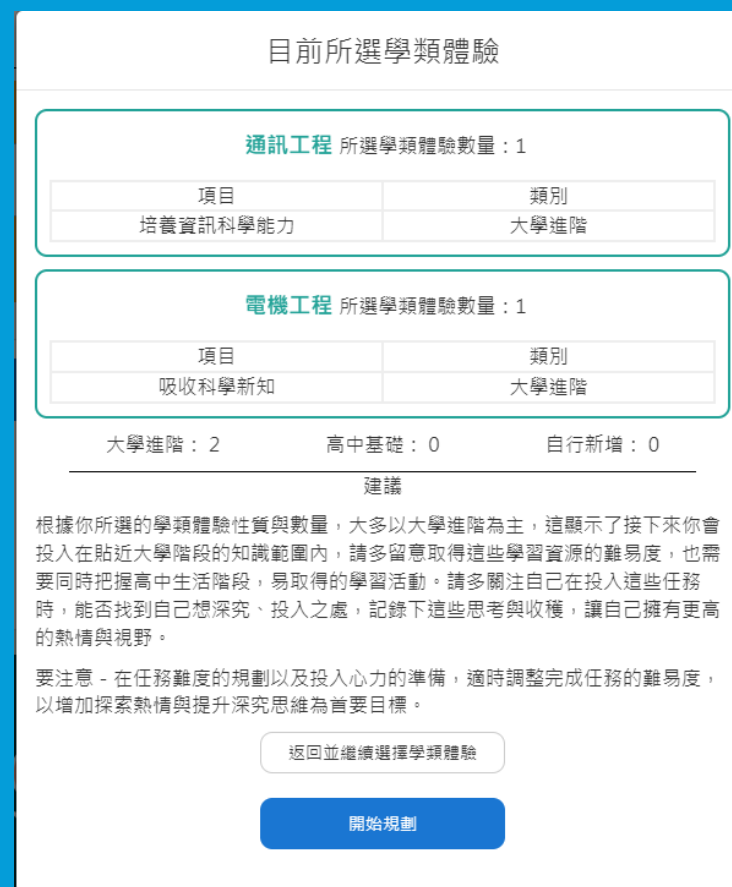 目前所選學類體驗
通訊工程 所選學類體驗數量：1
項目 類別
培養資訊科學能力 大學進階
電機工程 所選學類體驗數量：1
項目 類別
吸收科學新知 大學進階
大學進階： 2 高中基礎： 0 自行新增： 0
建議
根據你所選的學類體驗性質與數量，大多以大學進階為主，這顯示了接下來你會
投入在貼近大學階段的知識範圍內，請多留意取得這些學習資源的難易度，也需
要同時把握高中生活階段，易取得的學習活動。請多關注自己在投入這些任務
時，能否找到自己想深究、投入之處，記錄下這些思考與收穫，讓自己擁有更高
的熱情與視野。
要注意 - 在任務難度的規劃以及投入心力的準備，適時調整完成任務的難易度，
以增加探索熱情與提升深究思維為首要目標。
返回並繼續選擇學類體驗
開始規劃